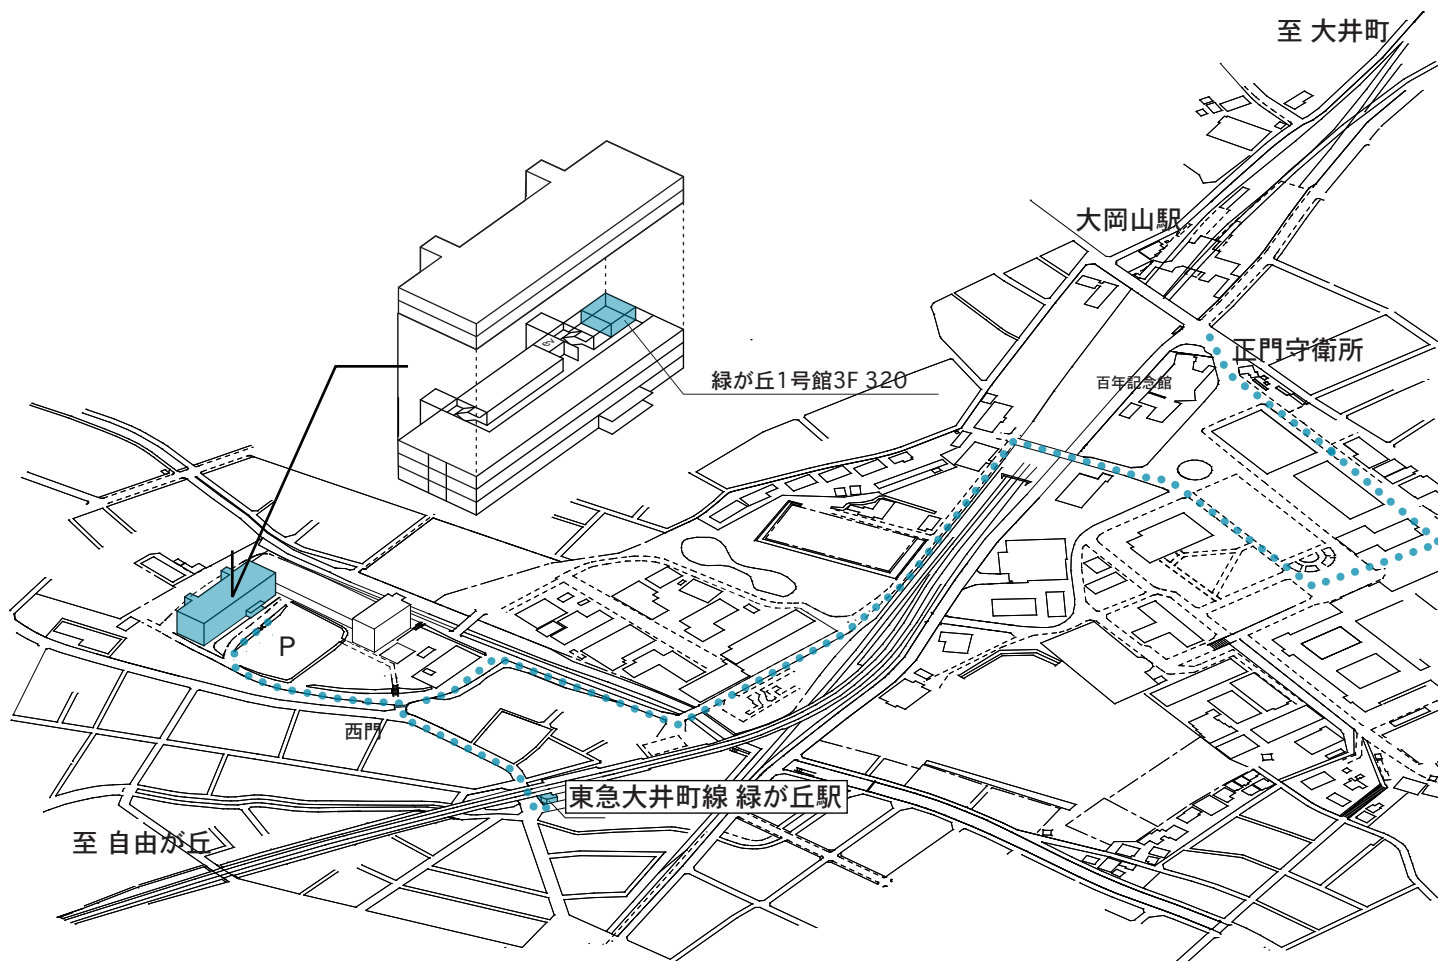 至 大井町
大岡山駅
正門守衛所
百年記念館
緑が丘1号館3F 320
ev
P
西門
東急大井町線 緑が丘駅
至 自由が丘